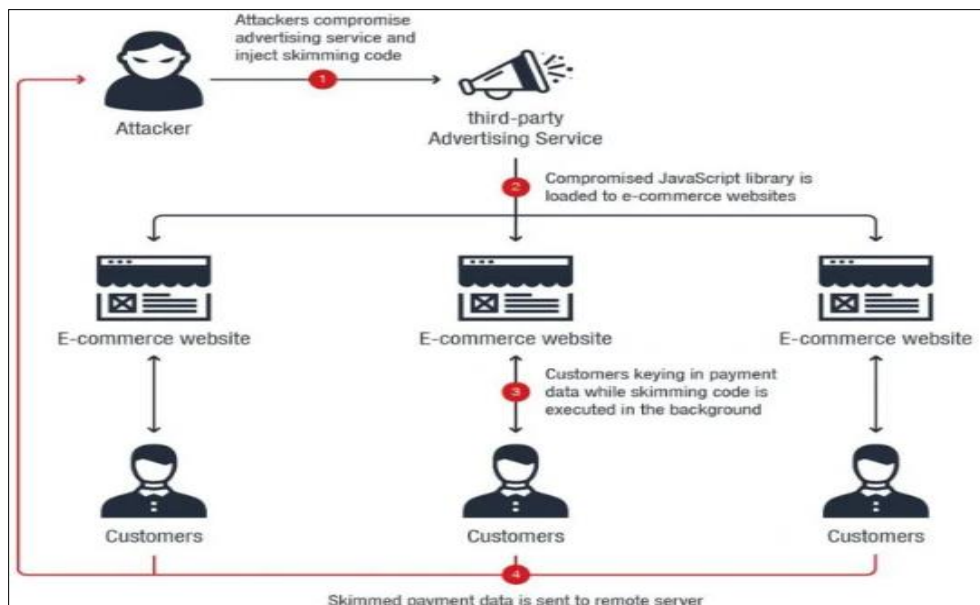 Attackers compromise
advertising service and
inject skimming code
1
Attacker
third-party
Advertising Service
2
Compromised JavaScript library is
loaded to e-commerce websites
E-commerce website
E-commerce website
E-commerce website
3
Customers keying in payment
data while skimming code is
executed in the background
Customers
Customers
Customers
4
Skimmed payment data is sent to remote server